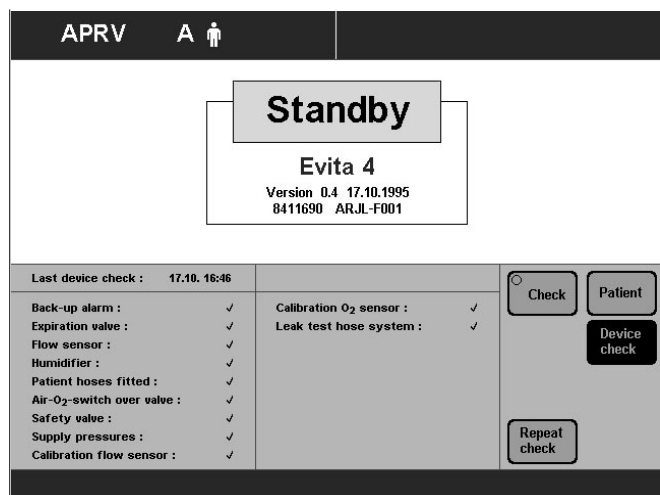 APRV A
Standby
Evita 4
Version 0.4 17.10.1995
8411690 ARJL-F001
Last device check : 17.10. 16:46
Back-up alarm : ✓
Expiration valve : ✓
Flow sensor : ✓
Humidifier : ✓
Patient hoses fitted : ✓
Air-O₂-switch over valve : ✓
Safety valve : ✓
Supply pressures : ✓
Calibration flow sensor : ✓
Calibration O₂ sensor : ✓
Leak test hose system : ✓
Check
Patient
Device
check
Repeat
check